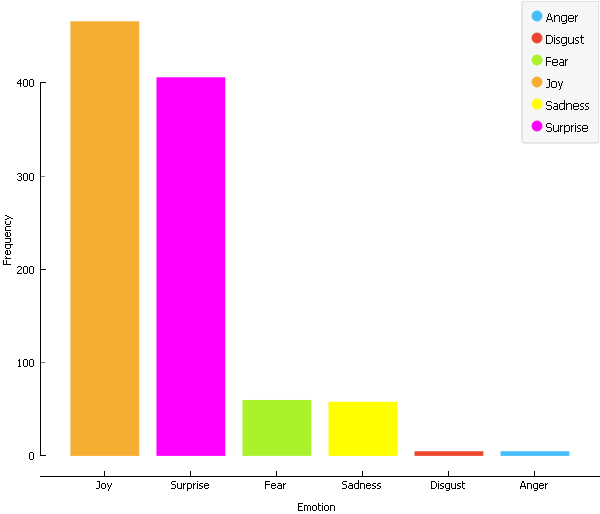 Anger
Disgust
Fear
Joy
Sadness
Surprise
400
300
200
100
0
Frequency
Joy Surprise Fear Sadness Disgust Anger
Emotion